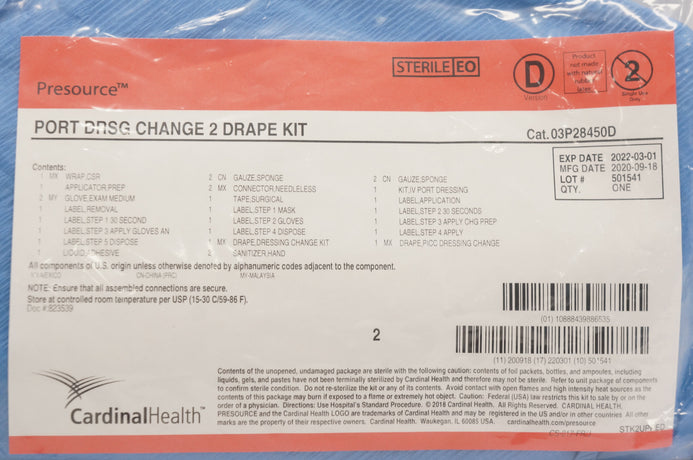 Presource™
STERILE EO
D
Version
Product
not made
with natural
rubber
latex
2
Single Use
Only
PORT DRSG CHANGE 2 DRAPE KIT
Cat. 03P28450D
EXP DATE 2022-03-01
MFG DATE 2020-09-18
LOT # 501541
QTY. ONE
Contents:
1 MX WRAP,CSR
1 APPLICATOR,PREP
2 MY GLOVE,EXAM MEDIUM
1 LABEL,REMOVAL
1 LABEL,STEP 1 30 SECOND
1 LABEL,STEP 3 APPLY GLOVES AN
1 LABEL,STEP 5 DISPOSE
1 LIQUID ADHESIVE
2 CN GAUZE,SPONGE
2 MX CONNECTOR,NEEDLELESS
1 TAPE,SURGICAL
1 LABEL,STEP 1 MASK
1 LABEL,STEP 2 GLOVES
1 LABEL,STEP 4 DISPOSE
1 MX DRAPE,DRESSING CHANGE KIT
2 SANITIZER,HAND
2 CN GAUZE,SPONGE
1 KIT,IV PORT DRESSING
1 LABEL,APPLICATION
1 LABEL,STEP 2 30 SECONDS
1 LABEL,STEP 3 APPLY CHG PREP
1 LABEL,STEP 4 APPLY
1 MX DRAPE,PICC DRESSING CHANGE
All components of U.S. origin unless otherwise denoted by alphanumeric codes adjacent to the component.
MX-MEXICO CN-CHINA (PRC) MY-MALAYSIA
NOTE: Ensure that all assembled connections are secure.
Store at controlled room temperature per USP (15-30 C/59-86 F).
Doc #:823539
2
(01) 10888439886535
(11) 200918 (17) 220301 (10) 501541
CardinalHealth™
Contents of the unopened, undamaged package are sterile with the following caution: contents of foil packets, bottles, and ampoules, including
liquids, gels, and pastes have not been terminally sterilized by Cardinal Health and therefore may not be sterile. Refer to unit package of components
to confirm sterile condition. Do not re-sterilize the kit or any of its contents. Avoid contact with open flames and high intensity heat sources as the
contents of this package may burn if exposed to a flame or extremely hot object. Caution: Federal (USA) law restricts this kit to sale by or on the
order of a physician. Directions: Use Hospital's Standard Procedure. © 2018 Cardinal Health. All Rights Reserved. CARDINAL HEALTH,
PRESOURCE and the Cardinal Health LOGO are trademarks of Cardinal Health and may be registered in the US and/or in other countries. All other
marks are the property of their respective owners. Cardinal Health. Waukegan, IL 60085 USA. cardinalhealth.com/presource